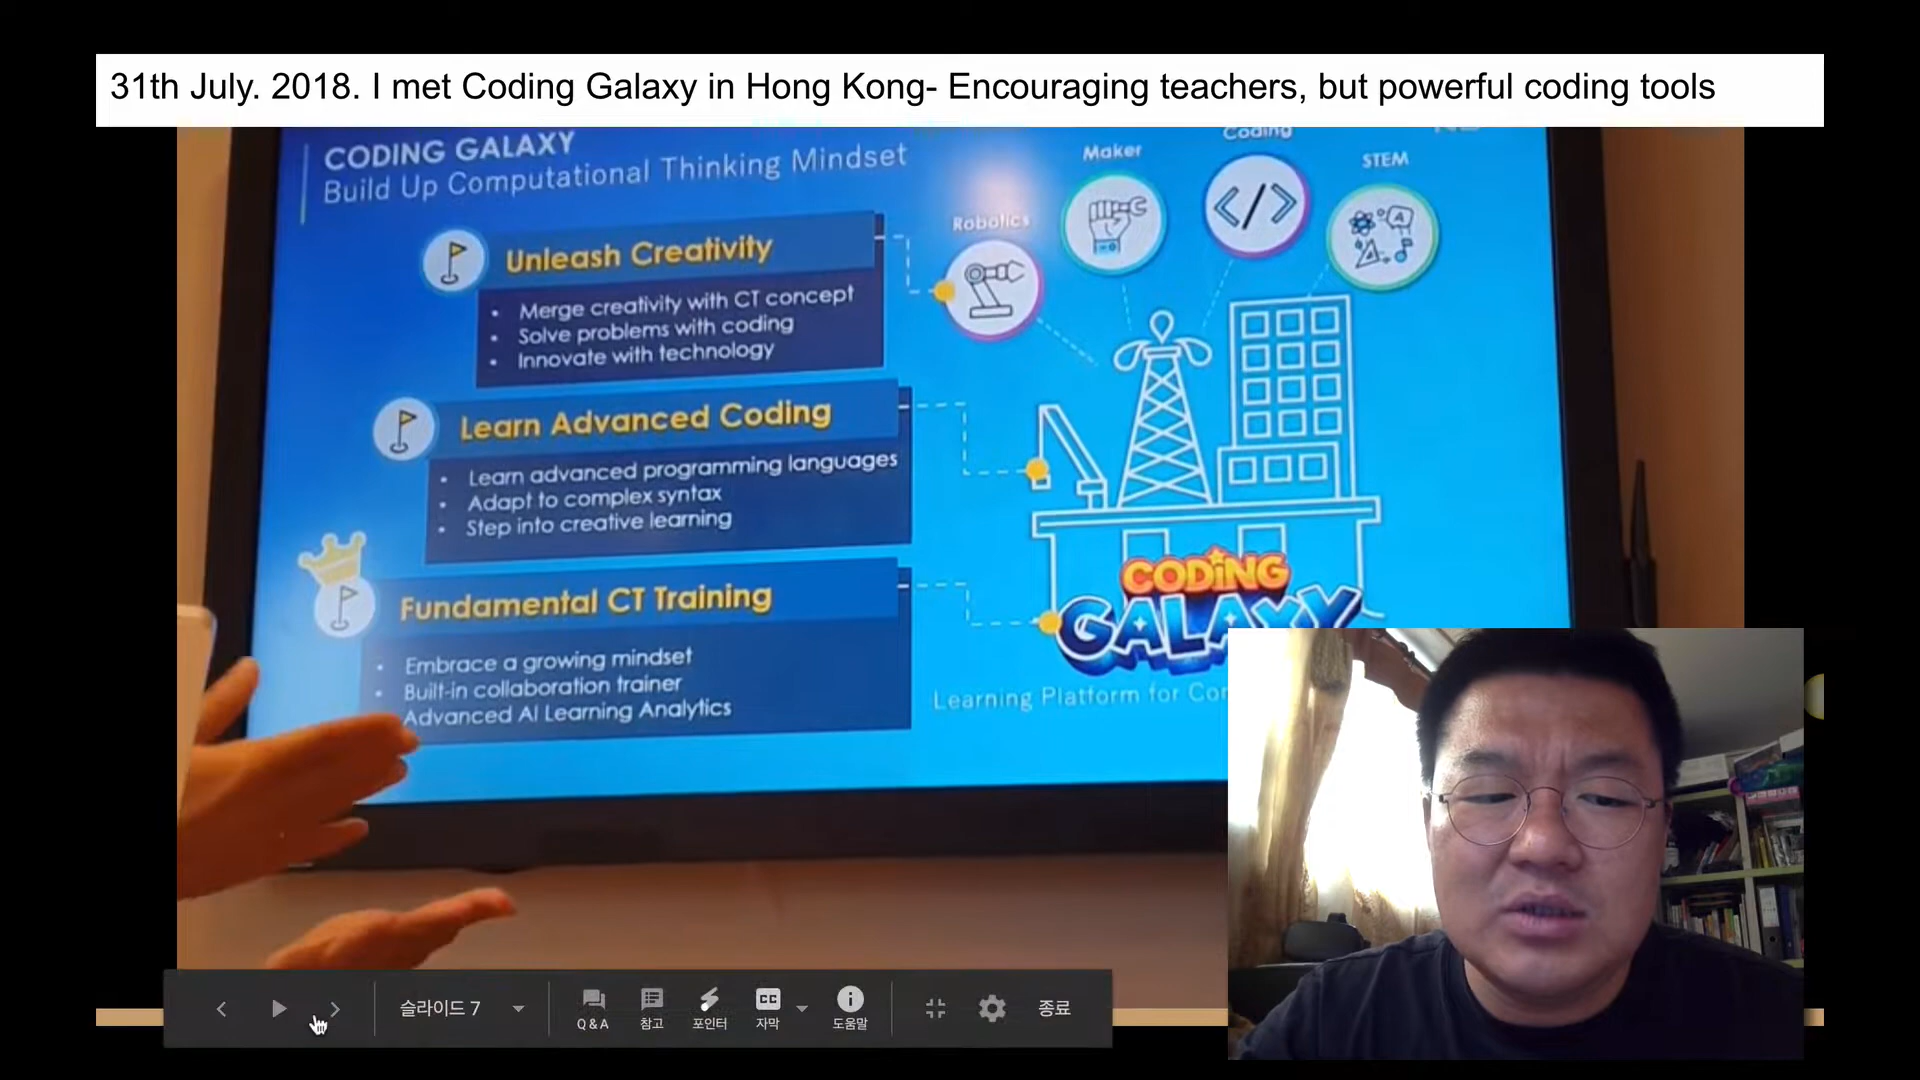 31th July. 2018. I met Coding Galaxy in Hong Kong- Encouraging teachers, but powerful coding tools
CODING GALAXY
Build Up Computational Thinking Mindset
Unleash Creativity
• Merge creativity with CT concept
• Solve problems with coding
• Innovate with technology
Learn Advanced Coding
• Learn advanced programming languages
• Adapt to complex syntax
• Step into creative learning
Fundamental CT Training
• Embrace a growing mindset
• Built-in collaboration trainer
• Advanced AI Learning Analytics
Robotics
Maker
Coding
</>
STEM
A
CODING
GALAXY
Learning Platform for
슬라이드 7
Q & A
참고
포인터
CC
자막
도움말
종료